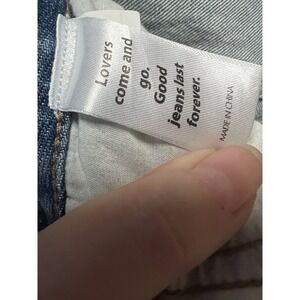 Lovers
come and
go.
Good
jeans last
forever.
MADE IN CHINA